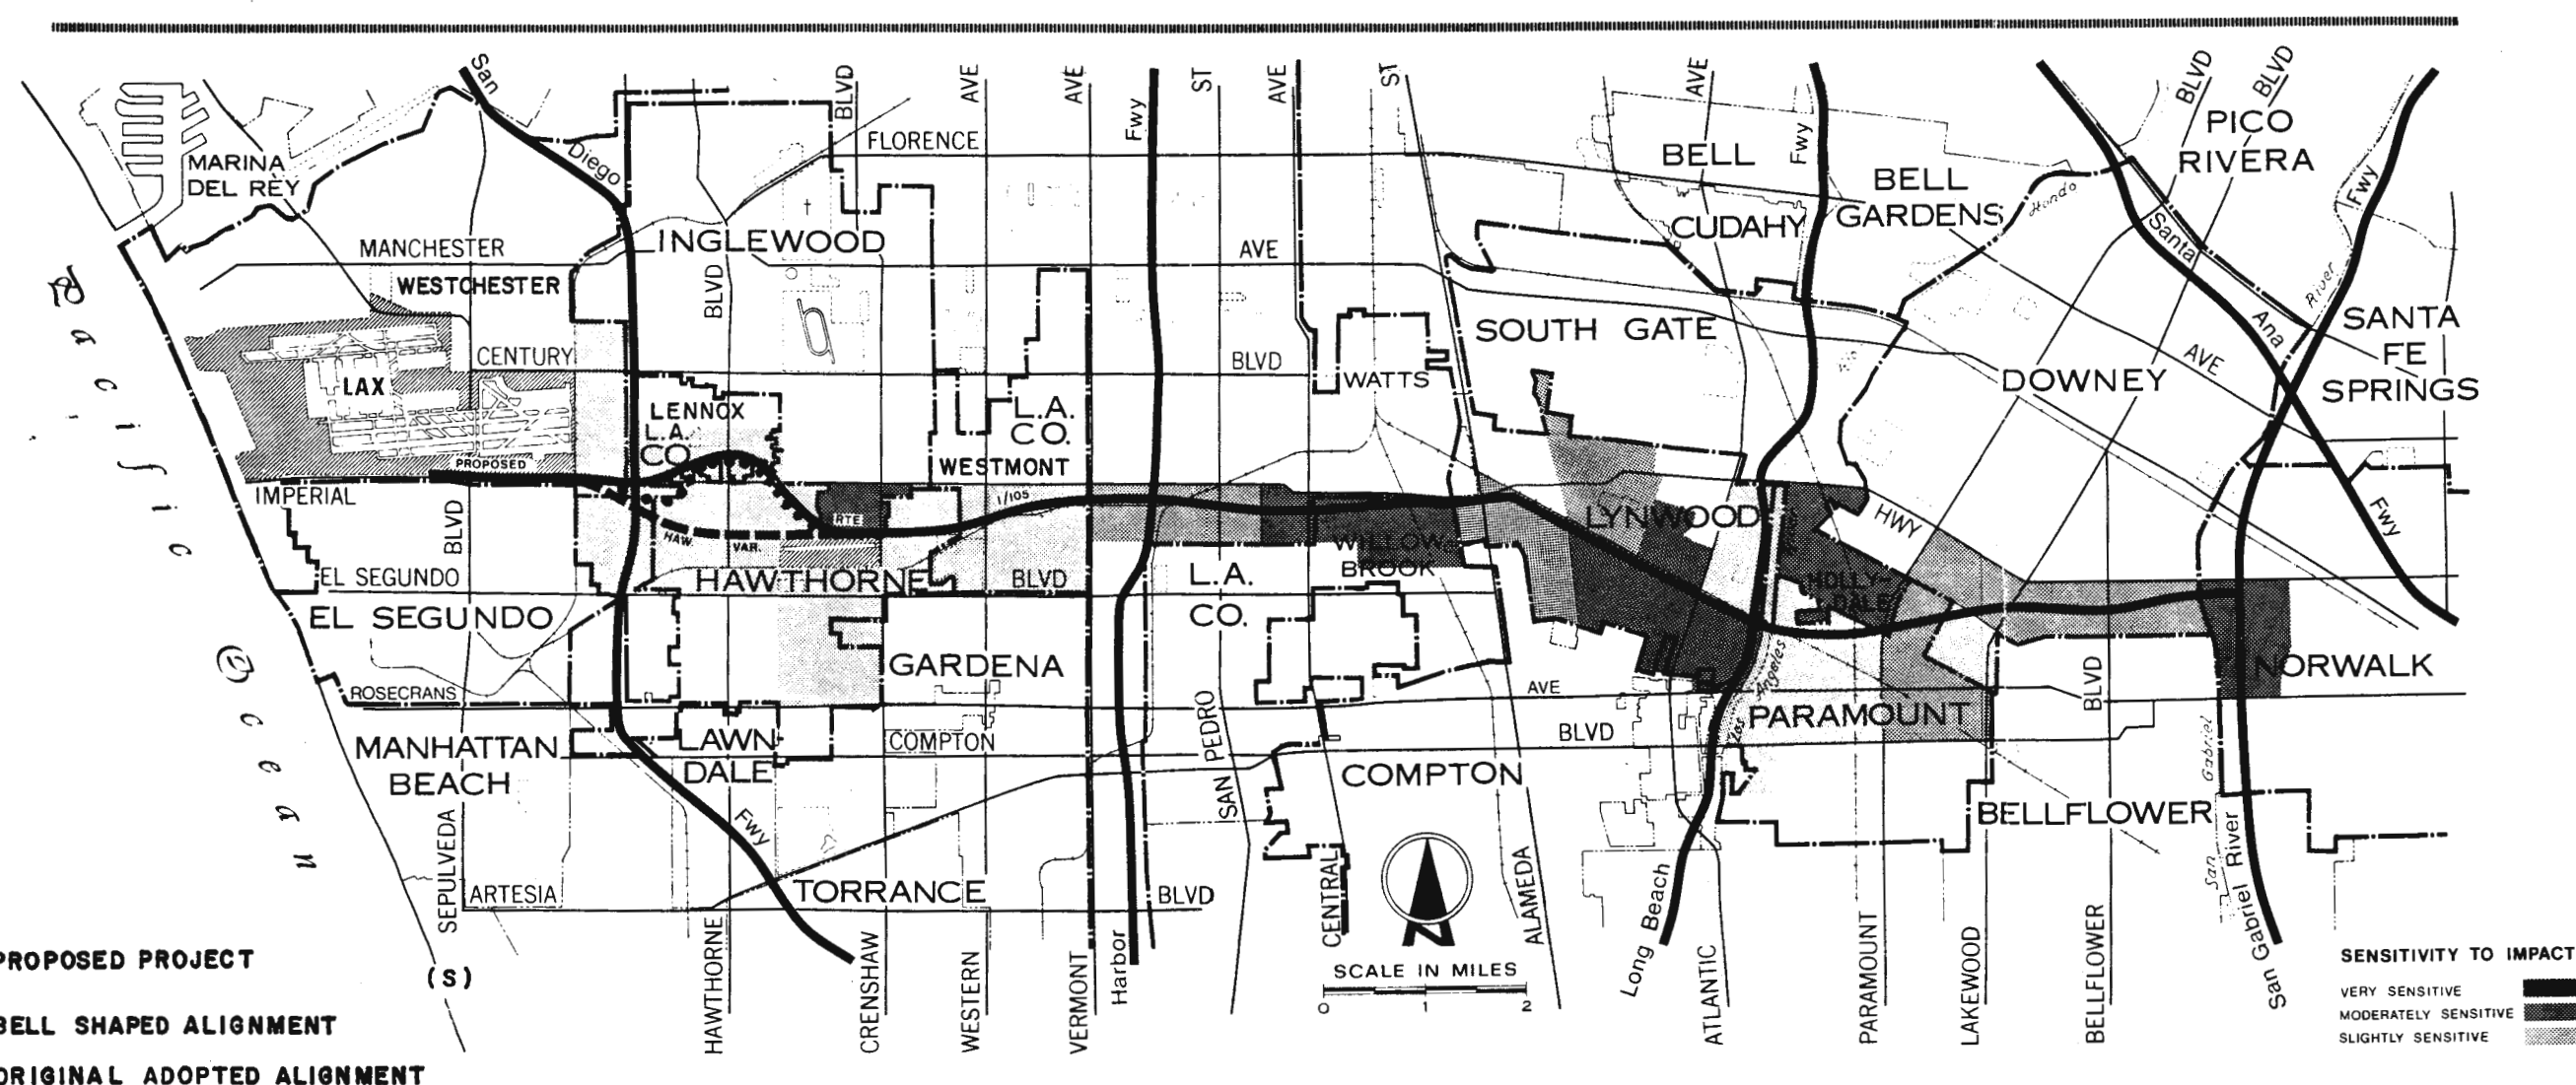 San
Diego
Fwy
BLVD
AVE
AVE
Fwy
ST
AVE
ST
AVE
Fwy
BLVD
BLVD
Fwy
MARINA
DEL REY
FLORENCE
BELL
BELL
GARDENS
CUDAHY
PICO
RIVERA
Hondo
Santa
Ana
Fwy
River
MANCHESTER
AVE
WESTCHESTER
INGLEWOOD
BLVD
CENTURY
BLVD
LAX
LENNOX
L.A.
CO.
L.A.
CO.
WESTMONT
WATTS
SOUTH GATE
DOWNEY
AVE
SANTA
FE
SPRINGS
Pacific
Ocean
PROPOSED
IMPERIAL
HWY
1/105
RTE
HAW.
VAR.
BLVD
EL SEGUNDO
BLVD
EL SEGUNDO
HAWTHORNE
L.A.
CO.
WILLOW
BROOK
LYNWOOD
HOLLY-
DALE
GARDENA
NORWALK
ROSECRANS
AVE
Los Angeles
PARAMOUNT
BLVD
MANHATTAN
BEACH
LAWN-
DALE
COMPTON
BLVD
COMPTON
BELLFLOWER
San Gabriel
River
ARTESIA
BLVD
TORRANCE
SEPULVEDA
HAWTHORNE
CRENSHAW
WESTERN
VERMONT
Harbor
SAN PEDRO
CENTRAL
ALAMEDA
Long Beach
ATLANTIC
PARAMOUNT
LAKEWOOD
BELLFLOWER
San Gabriel River
N
SCALE IN MILES
0 1 2
PROPOSED PROJECT
(S)
BELL SHAPED ALIGNMENT
ORIGINAL ADOPTED ALIGNMENT
SENSITIVITY TO IMPACT
VERY SENSITIVE
MODERATELY SENSITIVE
SLIGHTLY SENSITIVE